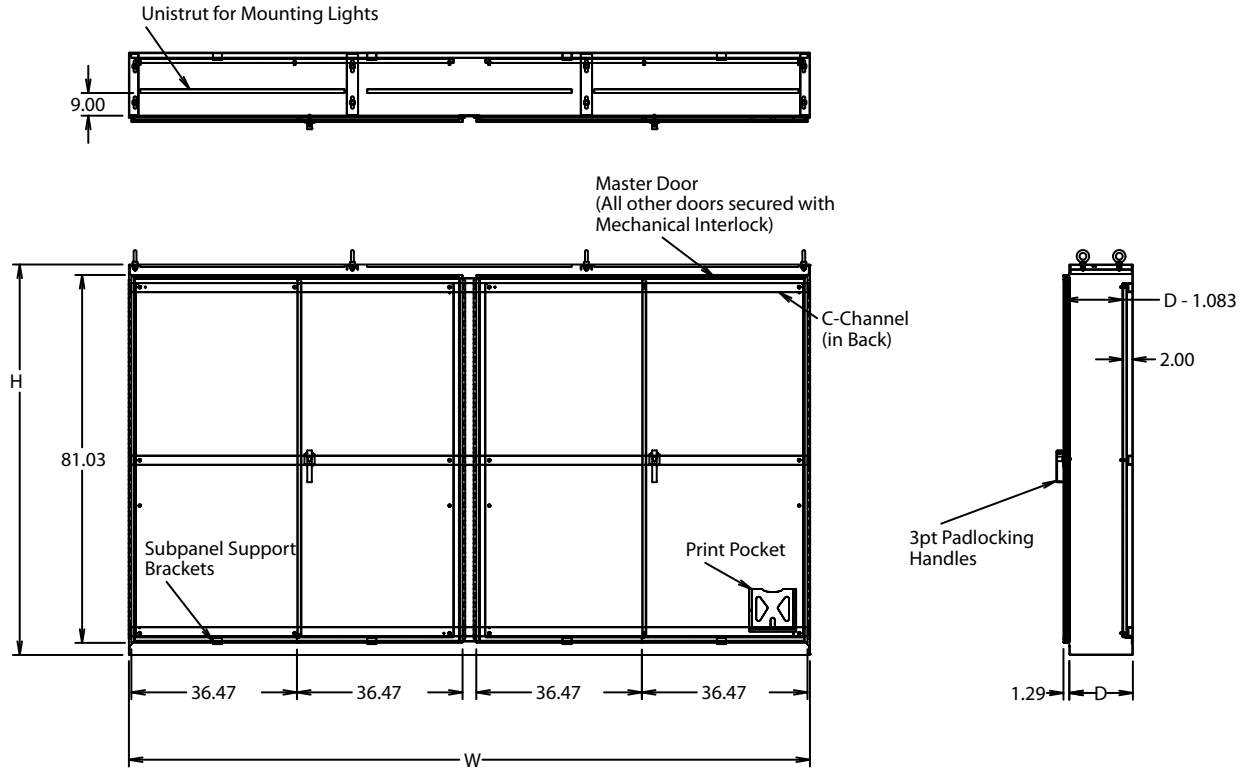 Unistrut for Mounting Lights
9.00
Master Door
(All other doors secured with
Mechanical Interlock)
C-Channel
(in Back)
D - 1.083
2.00
H
81.03
3pt Padlocking
Handles
Subpanel Support
Brackets
Print Pocket
36.47
36.47
36.47
36.47
1.29
D
W